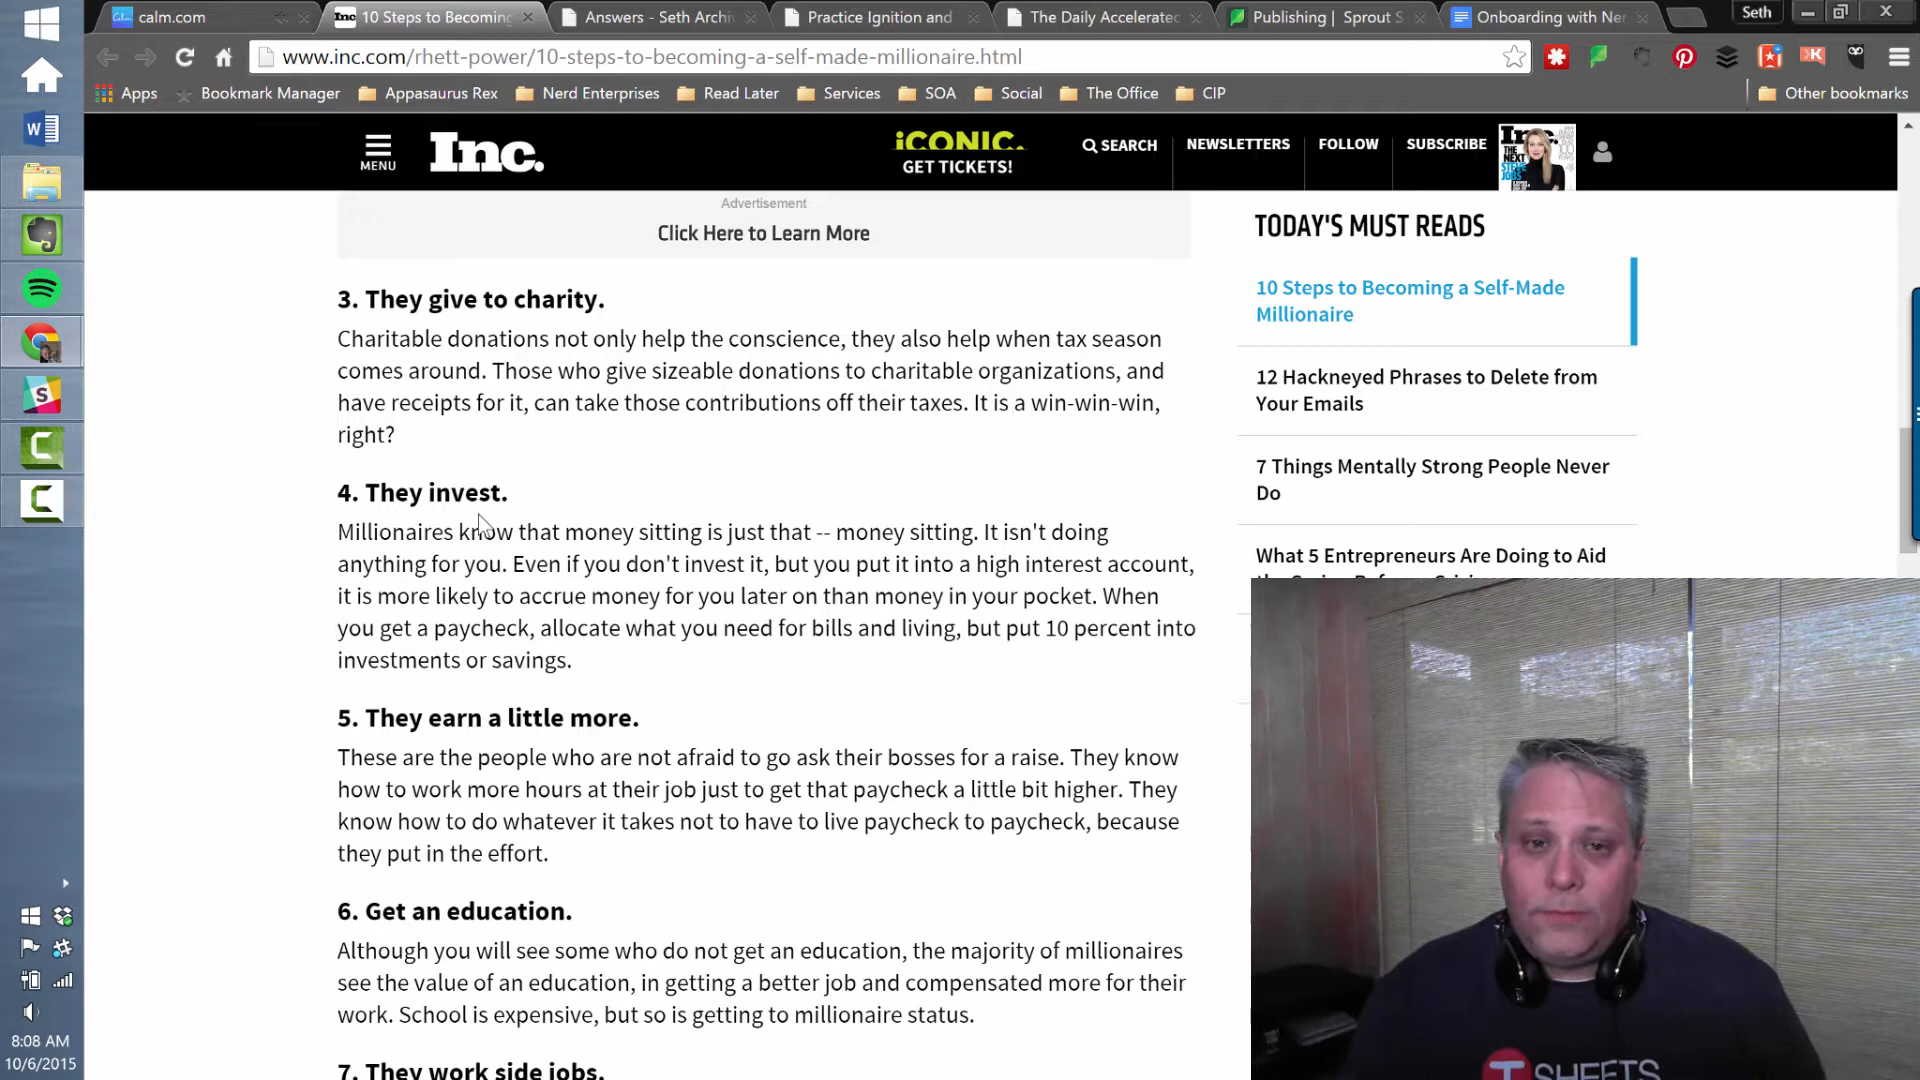 calm.com
10 Steps to Becoming
Answers - Seth Archi
Practice Ignition and
The Daily Accelerated
Publishing | Sprout S
Onboarding with Ner
Seth
www.inc.com/rhett-power/10-steps-to-becoming-a-self-made-millionaire.html
Apps
Bookmark Manager
Appasaurus Rex
Nerd Enterprises
Read Later
Services
SOA
Social
The Office
CIP
Other bookmarks
MENU
Inc.
iCONIC.
GET TICKETS!
SEARCH
NEWSLETTERS
FOLLOW
SUBSCRIBE
Inc.
THE
NEXT
STEVE
JOBS
Advertisement
Click Here to Learn More
3. They give to charity.
Charitable donations not only help the conscience, they also help when tax season
comes around. Those who give sizeable donations to charitable organizations, and
have receipts for it, can take those contributions off their taxes. It is a win-win-win,
right?
4. They invest.
Millionaires know that money sitting is just that -- money sitting. It isn't doing
anything for you. Even if you don't invest it, but you put it into a high interest account,
it is more likely to accrue money for you later on than money in your pocket. When
you get a paycheck, allocate what you need for bills and living, but put 10 percent into
investments or savings.
5. They earn a little more.
These are the people who are not afraid to go ask their bosses for a raise. They know
how to work more hours at their job just to get that paycheck a little bit higher. They
know how to do whatever it takes not to have to live paycheck to paycheck, because
they put in the effort.
6. Get an education.
Although you will see some who do not get an education, the majority of millionaires
see the value of an education, in getting a better job and compensated more for their
work. School is expensive, but so is getting to millionaire status.
7. They work side jobs.
TODAY'S MUST READS
10 Steps to Becoming a Self-Made
Millionaire
12 Hackneyed Phrases to Delete from
Your Emails
7 Things Mentally Strong People Never
Do
What 5 Entrepreneurs Are Doing to Aid
T SHEETS
8:08 AM
10/6/2015